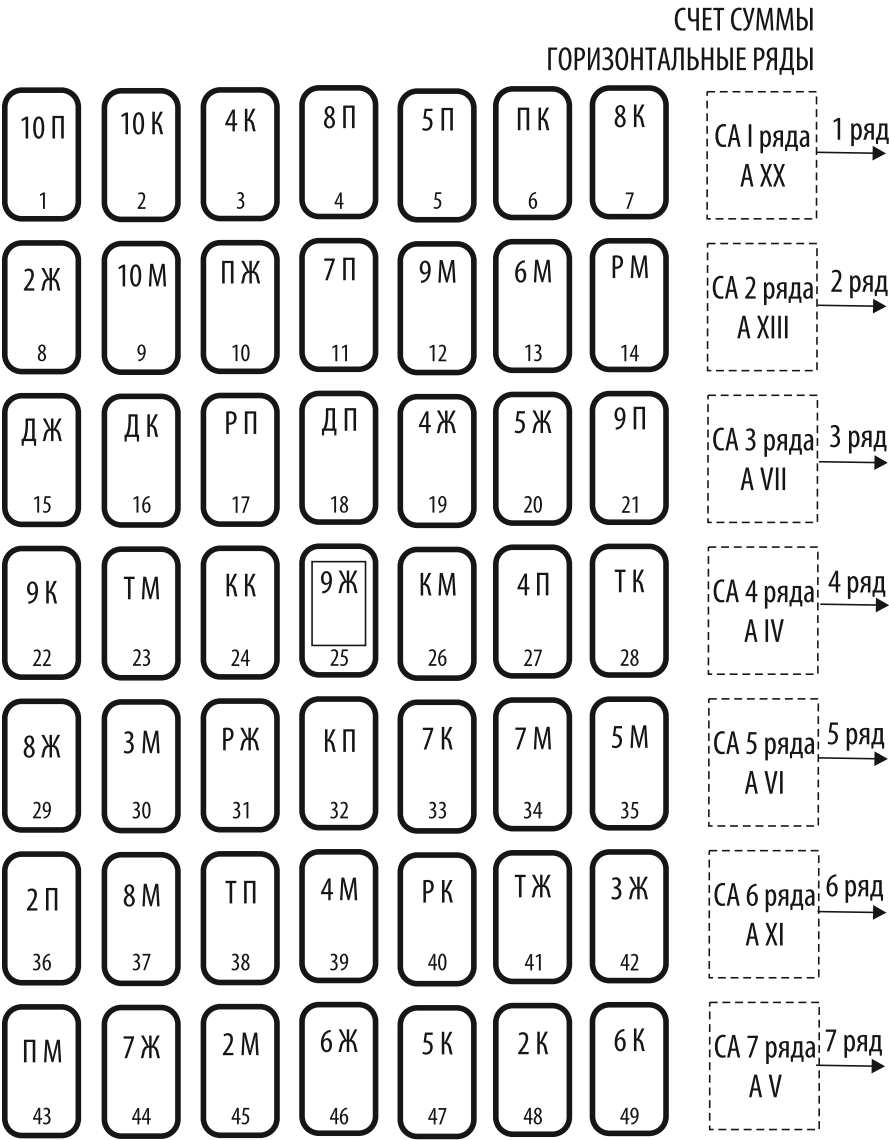 СЧЕТ СУММЫ
ГОРИЗОНТАЛЬНЫЕ РЯДЫ
10 П 10 К 4 К 8 П 5 П П К 8 К СА I ряда 1 ряд
А XX
1 2 3 4 5 6 7
2 Ж 10 М П Ж 7 П 9 М 6 М Р М СА 2 ряда 2 ряд
А XIII
8 9 10 11 12 13 14
Д Ж Д К Р П Д П 4 Ж 5 Ж 9 П СА 3 ряда 3 ряд
А VII
15 16 17 18 19 20 21
9 К Т М К К 9 Ж К М 4 П Т К СА 4 ряда 4 ряд
А IV
22 23 24 25 26 27 28
8 Ж 3 М Р Ж К П 7 К 7 М 5 М СА 5 ряда 5 ряд
А VI
29 30 31 32 33 34 35
2 П 8 М Т П 4 М Р К Т Ж 3 Ж СА 6 ряда 6 ряд
А XI
36 37 38 39 40 41 42
П М 7 Ж 2 М 6 Ж 5 К 2 К 6 К СА 7 ряда 7 ряд
А V
43 44 45 46 47 48 49